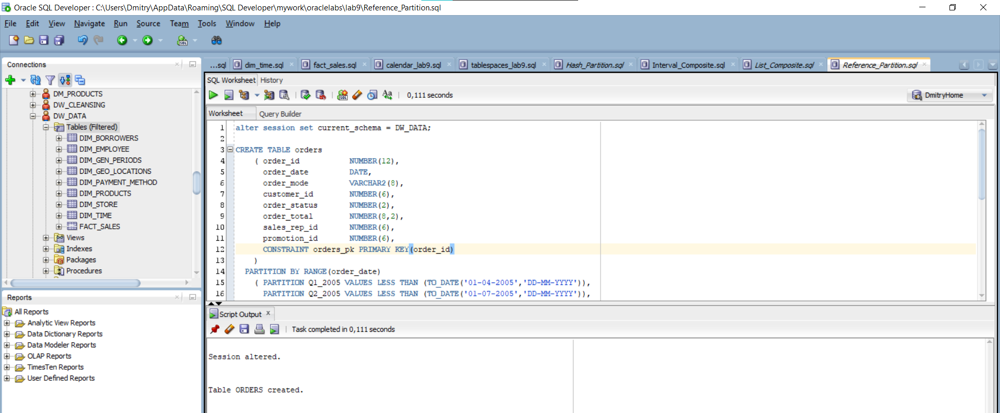 Oracle SQL Developer : C:\Users\Dmitry\AppData\Roaming\SQL Developer\mywork\oraclelabs\lab9\Reference_Partition.sql
File Edit View Navigate Run Source Team Tools Window Help
Connections
DM_PRODUCTS
DW_CLEANSING
DW_DATA
Tables (Filtered)
DIM_BORROWERS
DIM_EMPLOYEE
DIM_GEN_PERIODS
DIM_GEO_LOCATIONS
DIM_PAYMENT_METHOD
DIM_PRODUCTS
DIM_STORE
DIM_TIME
FACT_SALES
Views
Indexes
Packages
Procedures
Reports
All Reports
Analytic View Reports
Data Dictionary Reports
Data Modeler Reports
OLAP Reports
TimesTen Reports
User Defined Reports
...sql dim_time.sql fact_sales.sql calendar_lab9.sql tablespaces_lab9.sql Hash_Partition.sql Interval_Composite.sql List_Composite.sql Reference_Partition.sql
SQL Worksheet History
0,111 seconds
DmitryHome
Worksheet Query Builder
1 alter session set current_schema = DW_DATA;
2
3 CREATE TABLE orders
4 ( order_id NUMBER(12),
5 order_date DATE,
6 order_mode VARCHAR2(8),
7 customer_id NUMBER(6),
8 order_status NUMBER(2),
9 order_total NUMBER(8,2),
10 sales_rep_id NUMBER(6),
11 promotion_id NUMBER(6),
12 CONSTRAINT orders_pk PRIMARY KEY(order_id)
13 )
14 PARTITION BY RANGE(order_date)
15 ( PARTITION Q1_2005 VALUES LESS THAN (TO_DATE('01-04-2005','DD-MM-YYYY')),
16 PARTITION Q2_2005 VALUES LESS THAN (TO_DATE('01-07-2005','DD-MM-YYYY')),
Script Output
Task completed in 0,111 seconds
Session altered.
Table ORDERS created.